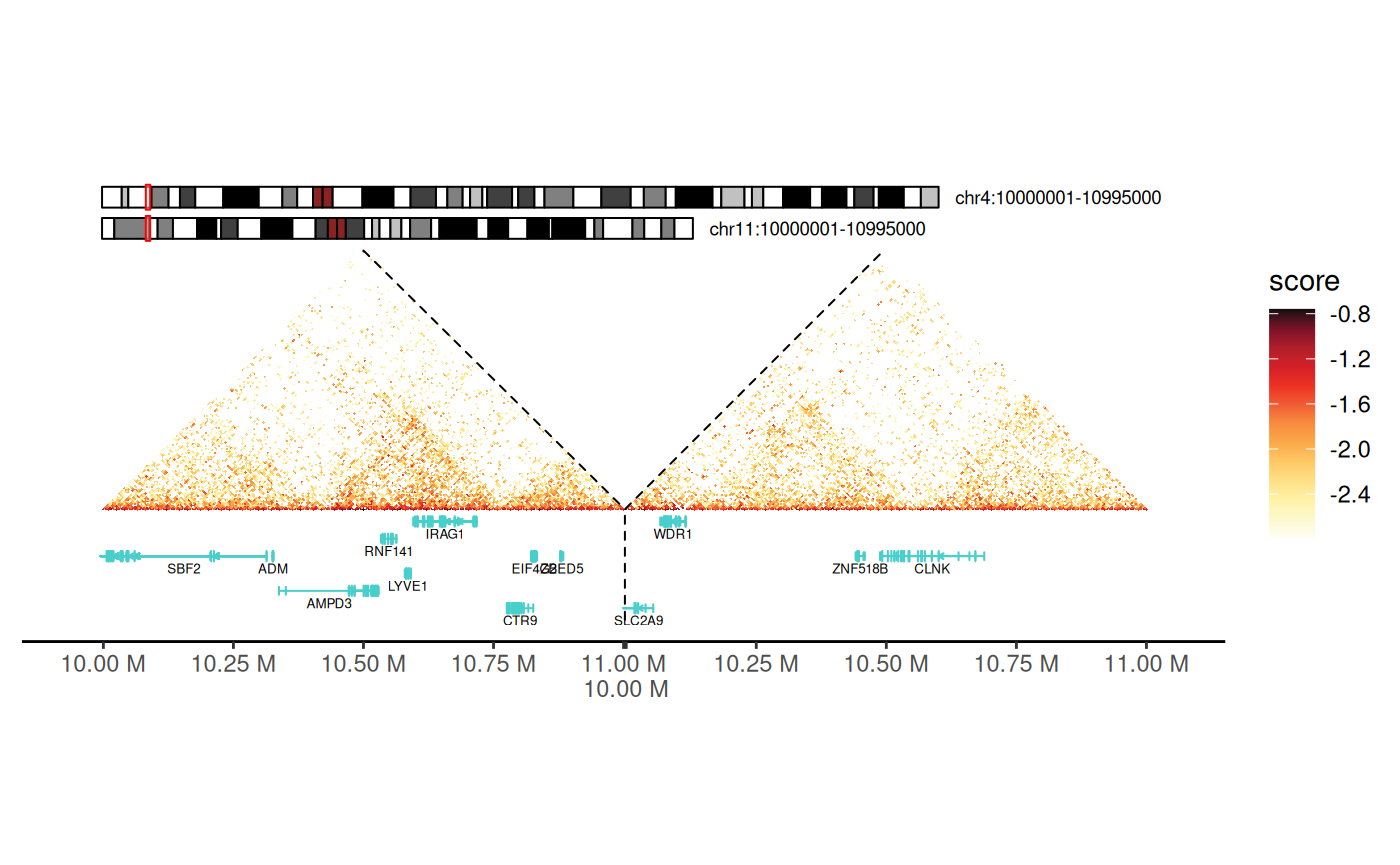 chr4:10000001-10995000
chr11:10000001-10995000
score
-0.8
-1.2
-1.6
-2.0
-2.4
IRAG1
WDR1
RNF141
SBF2 ADM ZNF518B CLNK
LYVE1
AMPD3
CTR9 SLC2A9
10.00 M 10.25 M 10.50 M 10.75 M 11.00 M 10.25 M 10.50 M 10.75 M 11.00 M
10.00 M